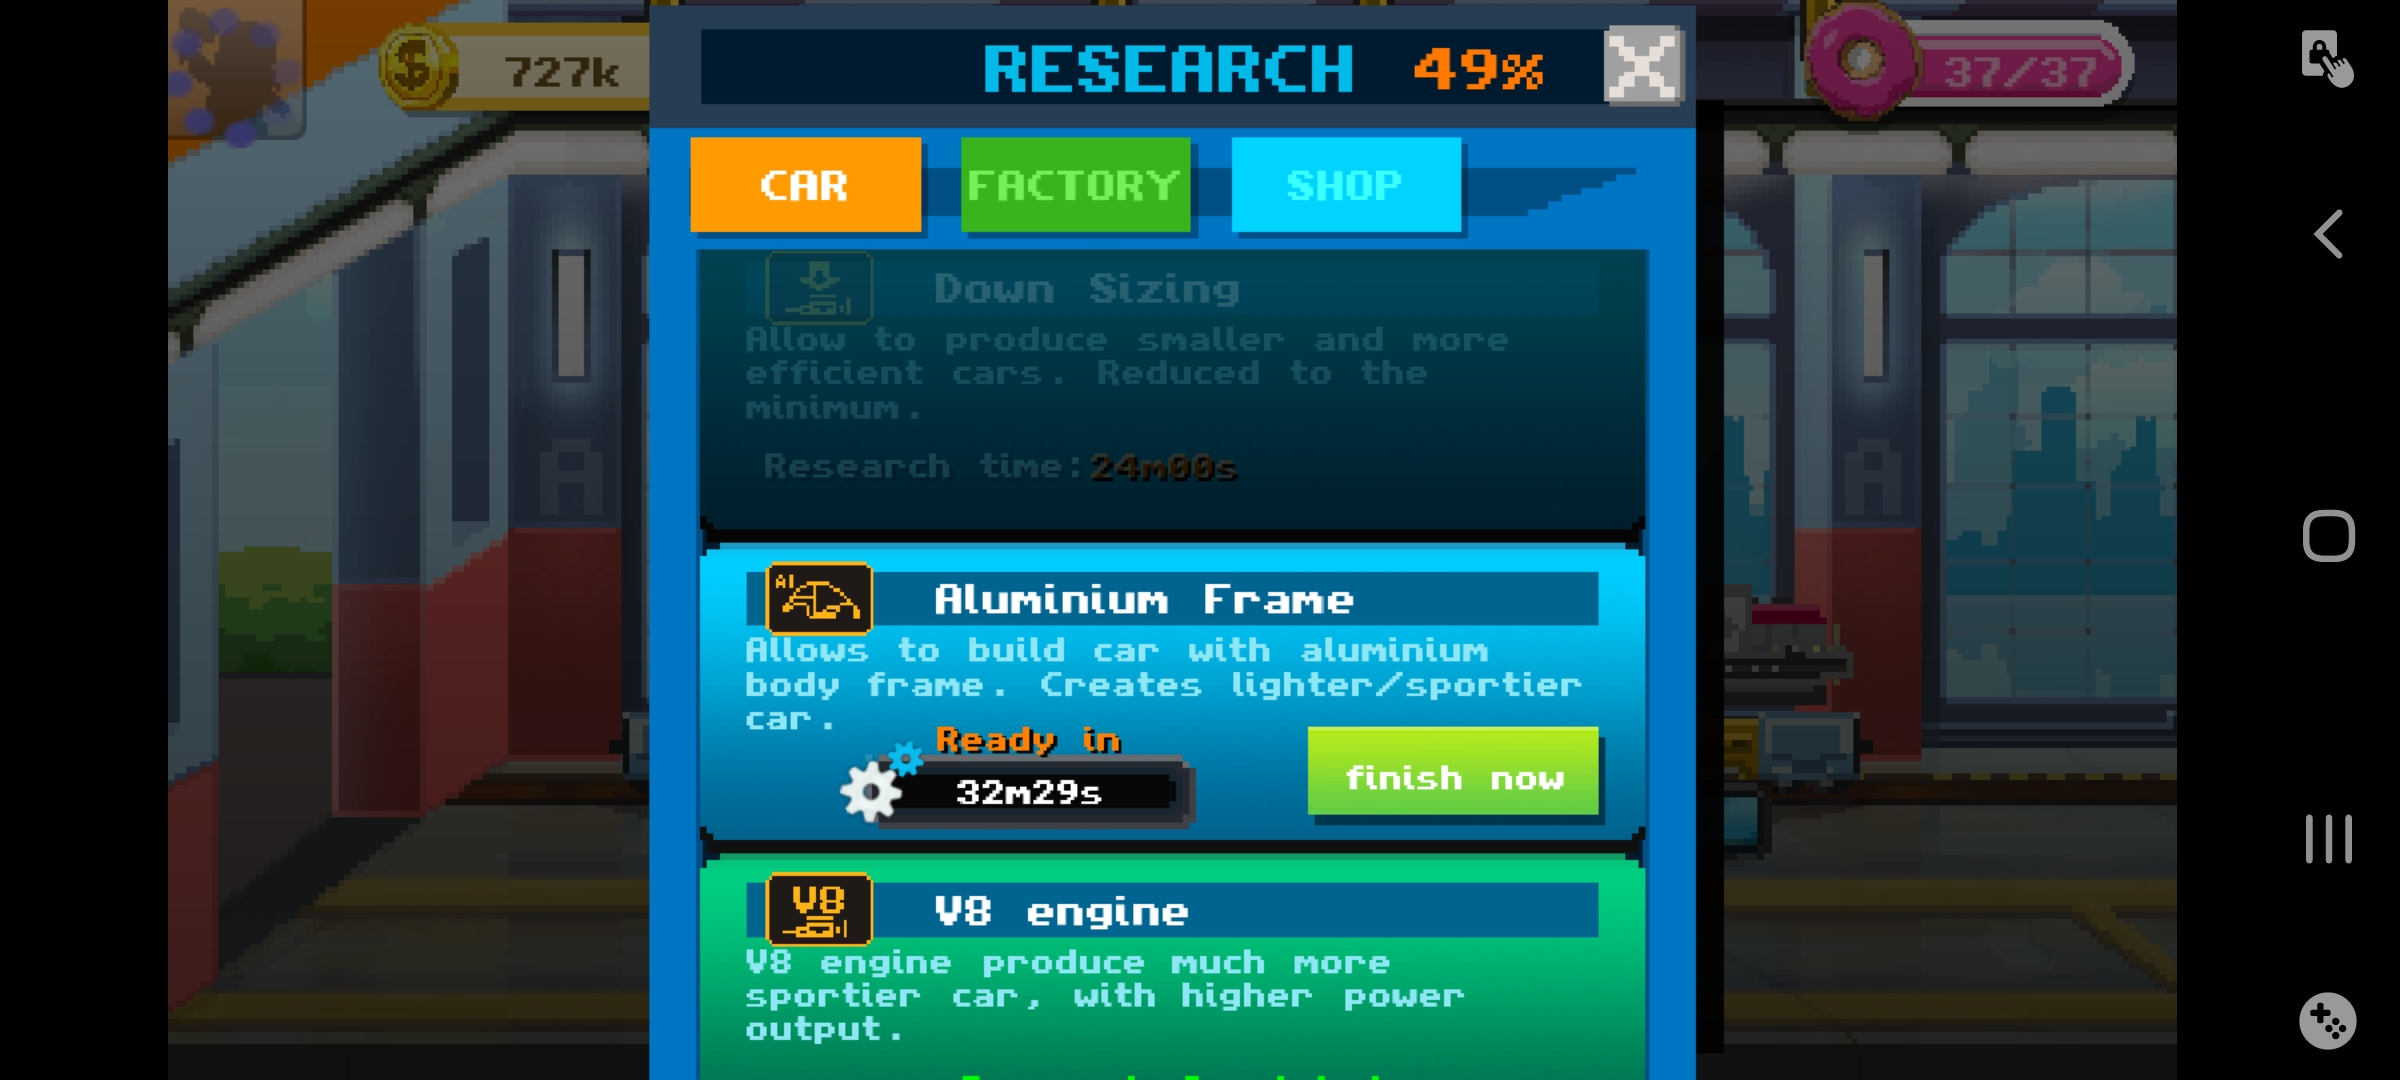 727k
RESEARCH 49%
37/37
CAR
FACTORY
SHOP
Down Sizing
Allow to produce smaller and more
efficient cars. Reduced to the
minimum.
Research time:24m00s
A
A
Al
Aluminium Frame
Allows to build car with aluminium
body frame. Creates lighter/sportier
car.
Ready in
32m29s
finish now
V8
V8 engine
V8 engine produce much more
sportier car, with higher power
output.